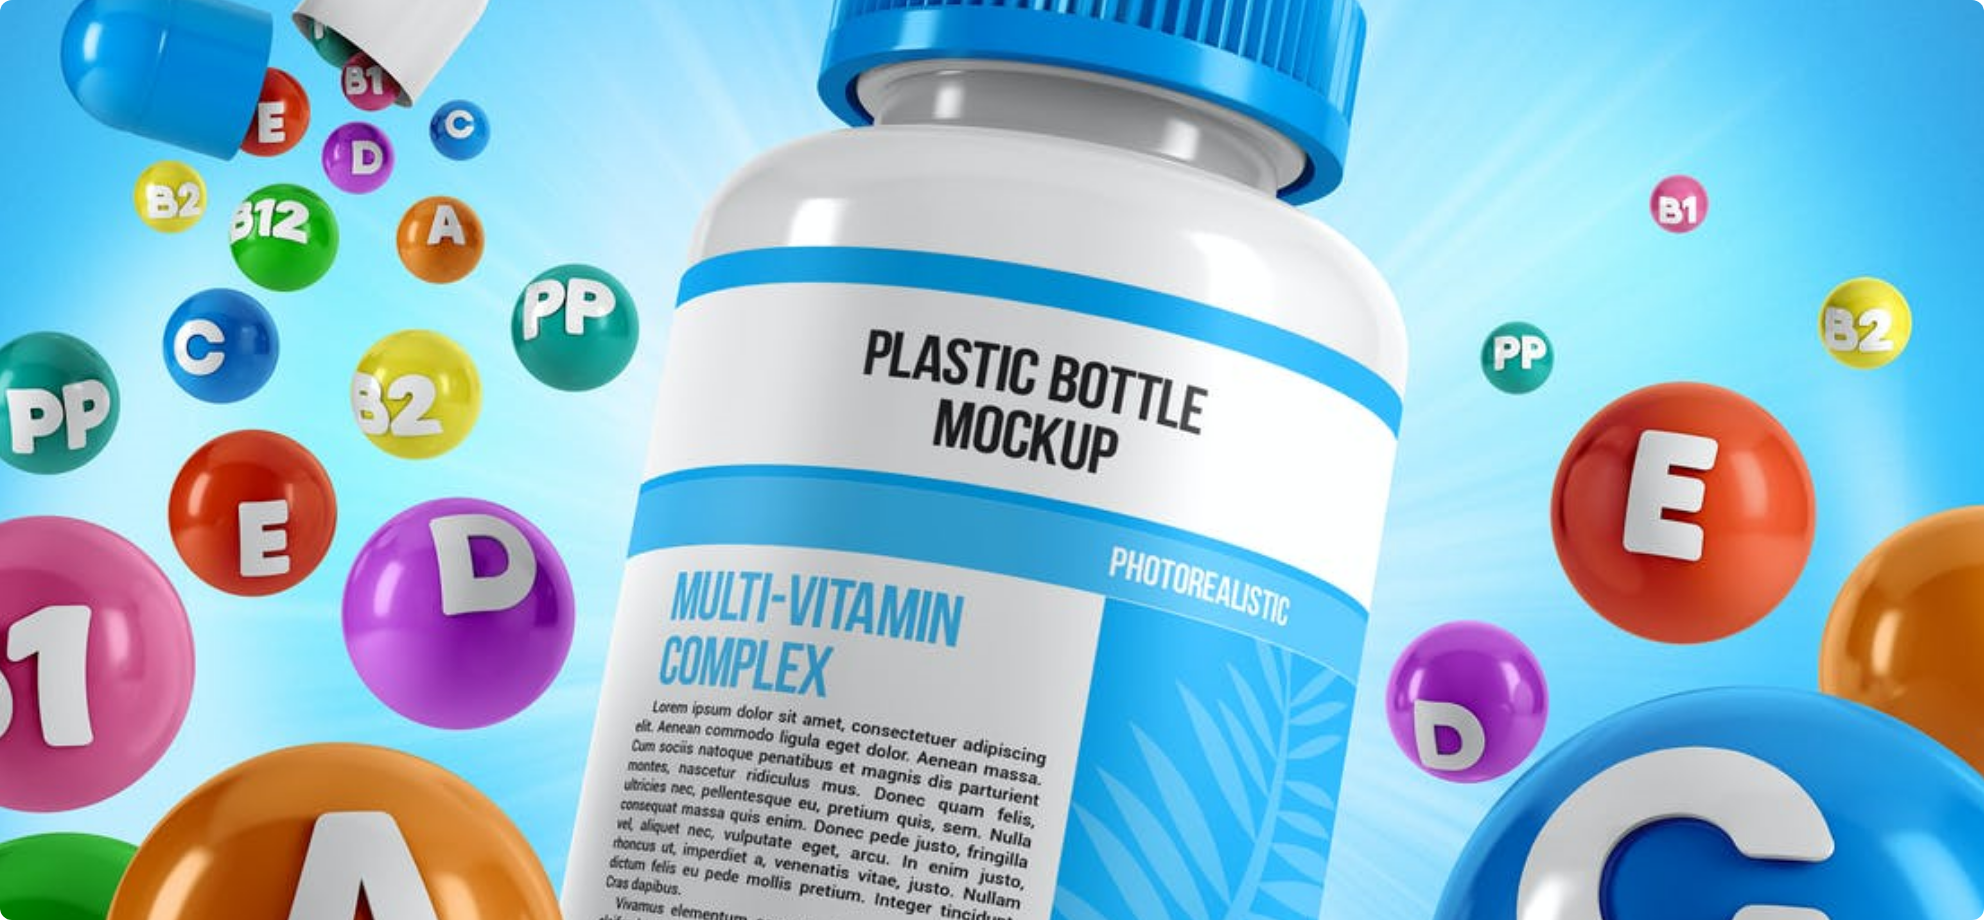 B1
E
C
D
B2
B12
A
PP
C
B2
PP
E
D
B1
A
PLASTIC BOTTLE
MOCKUP
PHOTOREALISTIC
MULTI-VITAMIN
COMPLEX
Lorem ipsum dolor sit amet, consectetuer adipiscing
elit. Aenean commodo ligula eget dolor. Aenean massa.
Cum sociis natoque penatibus et magnis dis parturient
montes, nascetur ridiculus mus. Donec quam felis,
ultricies nec, pellentesque eu, pretium quis, sem. Nulla
consequat massa quis enim. Donec pede justo, fringilla
vel, aliquet nec, vulputate eget, arcu. In enim justo,
rhoncus ut, imperdiet a, venenatis vitae, justo. Nullam
dictum felis eu pede mollis pretium. Integer tincidunt
Cras dapibus.
Vivamus elementum
B1
B2
PP
E
D
C